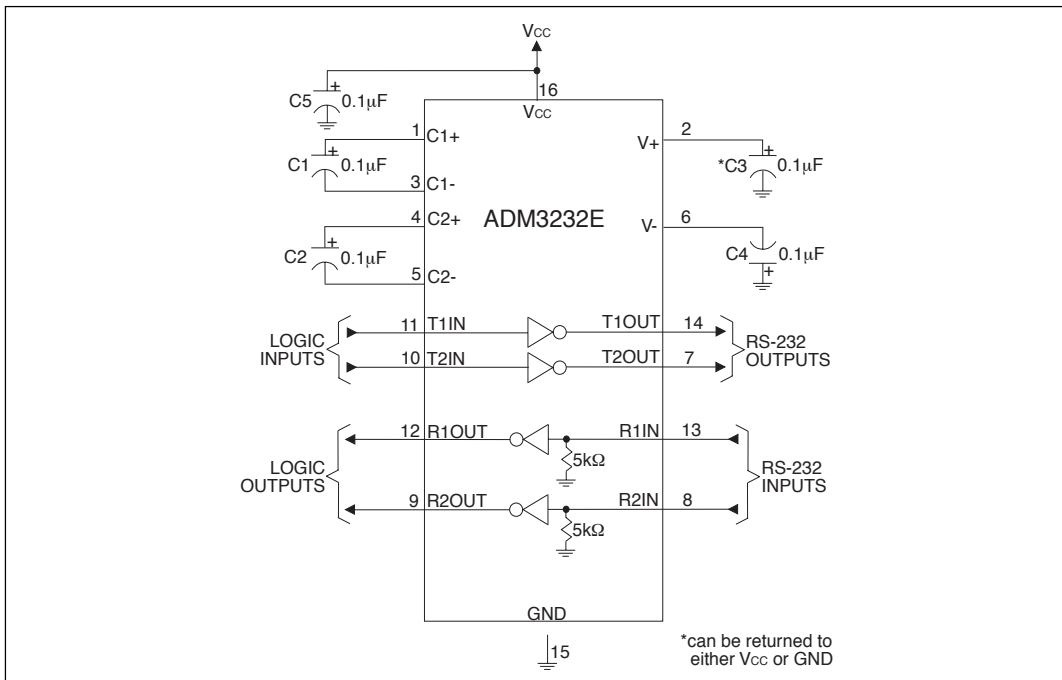 Vcc
C5
+
0.1μF
16
Vcc
1
C1+
C1
+
0.1μF
3
C1-
4
C2+
C2
+
0.1μF
5
C2-
ADM3232E
V+
2
*C3
+
0.1μF
V-
6
C4
+
0.1μF
LOGIC
INPUTS
11
T1IN
T1OUT
14
10
T2IN
T2OUT
7
RS-232
OUTPUTS
LOGIC
OUTPUTS
12
R1OUT
R1IN
13
5kΩ
9
R2OUT
R2IN
8
5kΩ
RS-232
INPUTS
GND
15
*can be returned to
either Vcc or GND